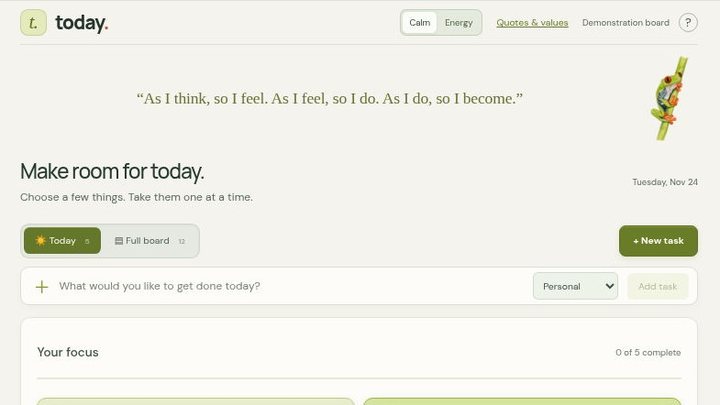 t. today.
Calm Energy Quotes & values Demonstration board ?
“As I think, so I feel. As I feel, so I do. As I do, so I become.”
Make room for today.
Tuesday, Nov 24
Choose a few things. Take them one at a time.
Today 5 Full board 12 + New task
What would you like to get done today? Personal Add task
Your focus 0 of 5 complete